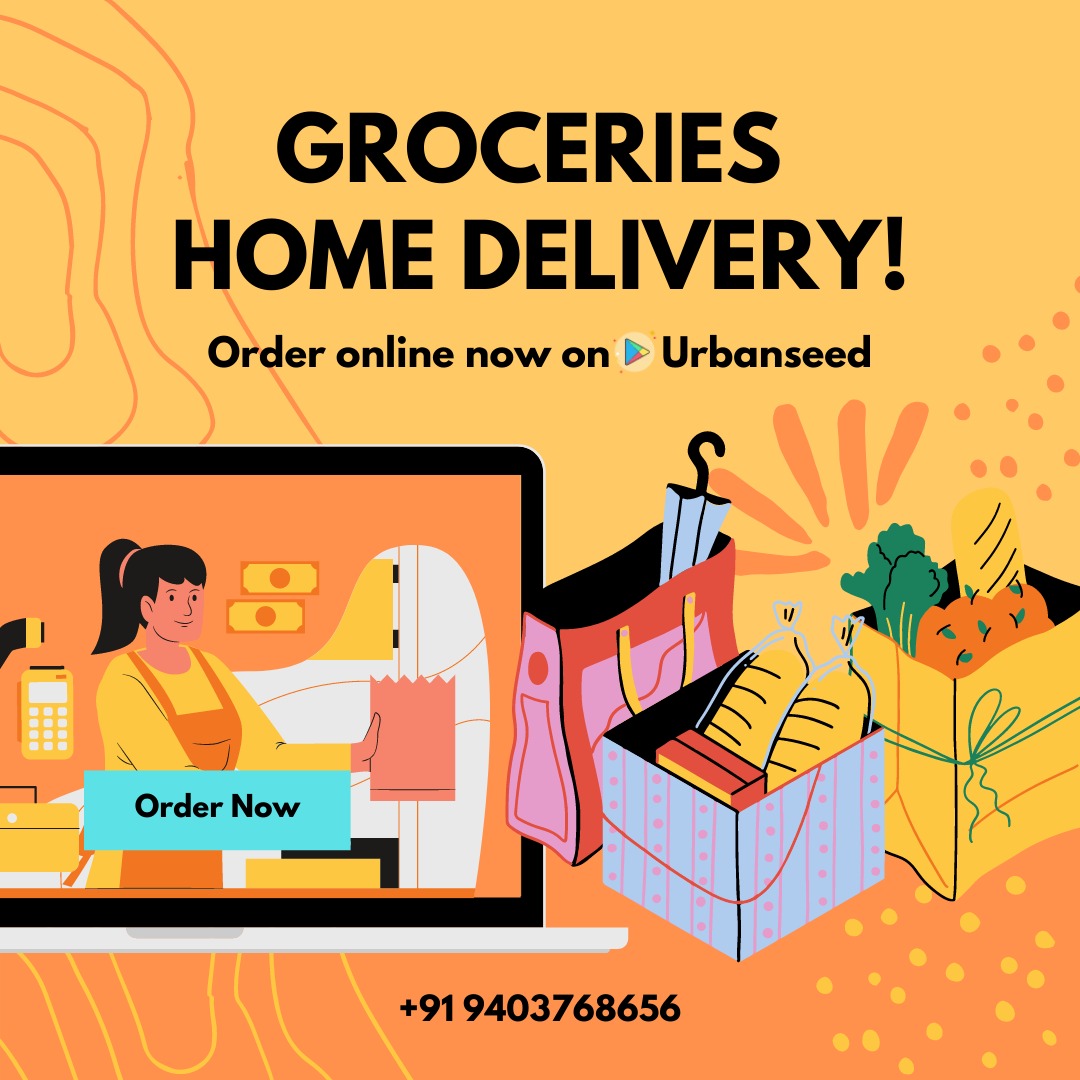 GROCERIES
HOME DELIVERY!
Order online now on Urbanseed
Order Now
+91 9403768656